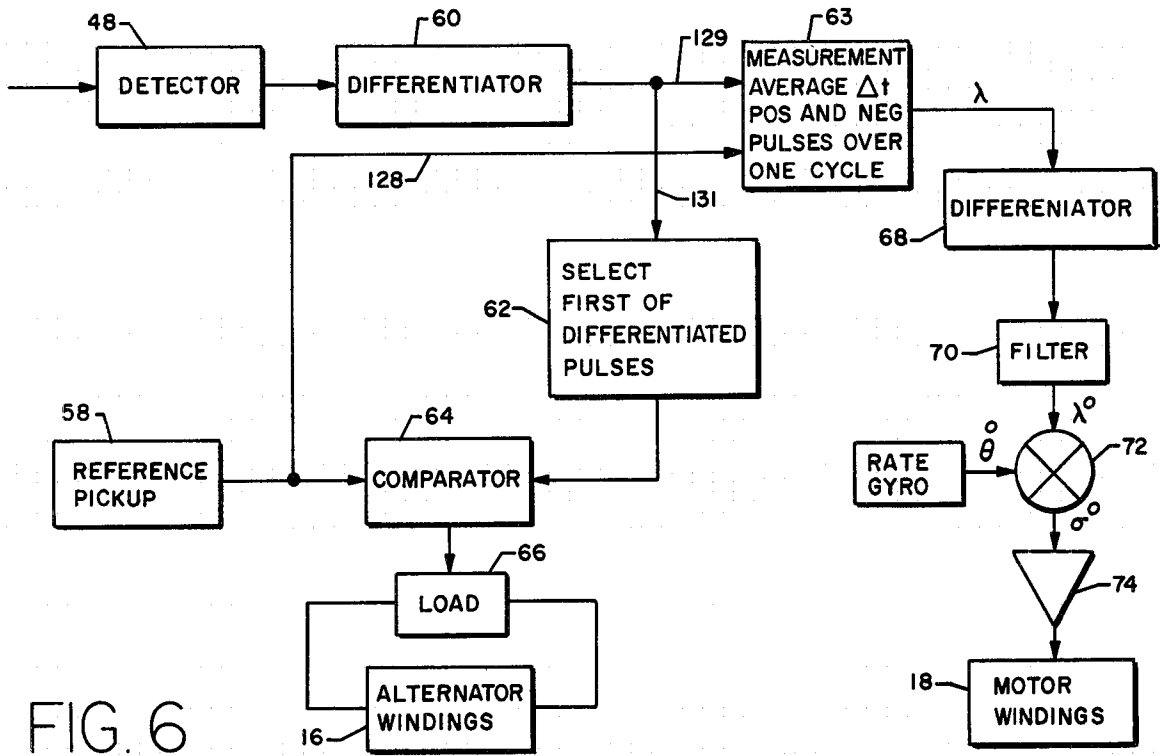 48
DETECTOR
60
DIFFERENTIATOR
129
63
MEASUREMENT
AVERAGE Δt
POS AND NEG
PULSES OVER
ONE CYCLE
λ
128
131
68
DIFFERENIATOR
62
SELECT
FIRST OF
DIFFERENTIATED
PULSES
70
FILTER
58
REFERENCE
PICKUP
64
COMPARATOR
λ°
θ°
72
RATE
GYRO
σ°
66
LOAD
74
16
ALTERNATOR
WINDINGS
18
MOTOR
WINDINGS
FIG. 6